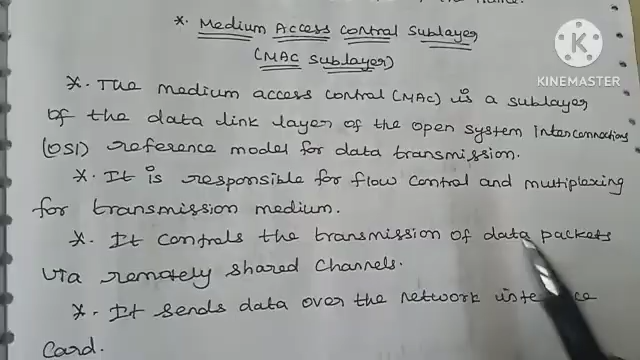 * Medium Access Control Sublayer
(MAC Sublayer)
K
KINEMASTER
*. The medium access control (MAC) is a sublayer
of the data link layer of the open system interconnections
(OSI) reference model for data transmission.
*. It is responsible for flow control and multiplexing
for transmission medium.
*. It controls the transmission of data packets
via remately shared channels.
*. It sends data over the network
card.